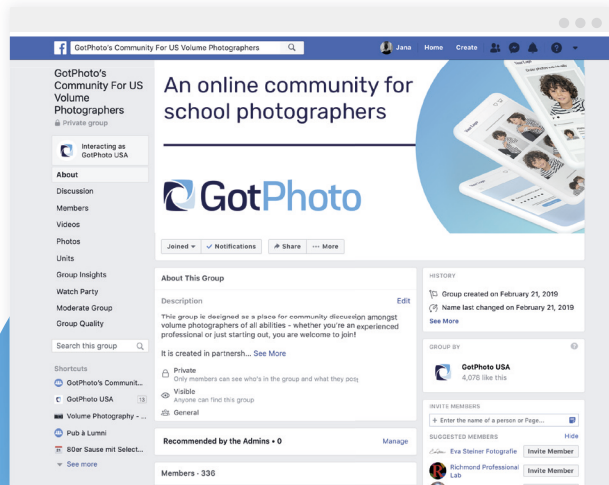 GotPhoto's Community For US Volume Photographers
Jana
Home
Create
GotPhoto's
Community For US
Volume
Photographers
Private group
Interacting as
GotPhoto USA
About
Discussion
Members
Videos
Photos
Units
Group Insights
Watch Party
Moderate Group
Group Quality
Search this group
Shortcuts
GotPhoto's Communit...
GotPhoto USA 18
Volume Photography - ...
Pub à Lumni
80er Sause mit Select...
See more
An online community for
school photographers
GotPhoto
Joined
Notifications
Share
More
About This Group
Description
Edit
This group is designed as a place for community discussion amongst
volume photographers of all abilities - whether you're an experienced
professional or just starting out, you are welcome to join!
It is created in partnersh... See More
Private
Only members can see who's in the group and what they post
Visible
Anyone can find this group
General
Recommended by the Admins • 0
Manage
Members · 336
HISTORY
Group created on February 21, 2019
Name last changed on February 21, 2019
See More
GROUP BY
GotPhoto USA
4,076 like this
INVITE MEMBERS
+ Enter the name of a person or Page...
SUGGESTED MEMBERS
Hide
Eva Steiner Fotografie
Invite Member
Richmond Professional
Lab
Invite Member